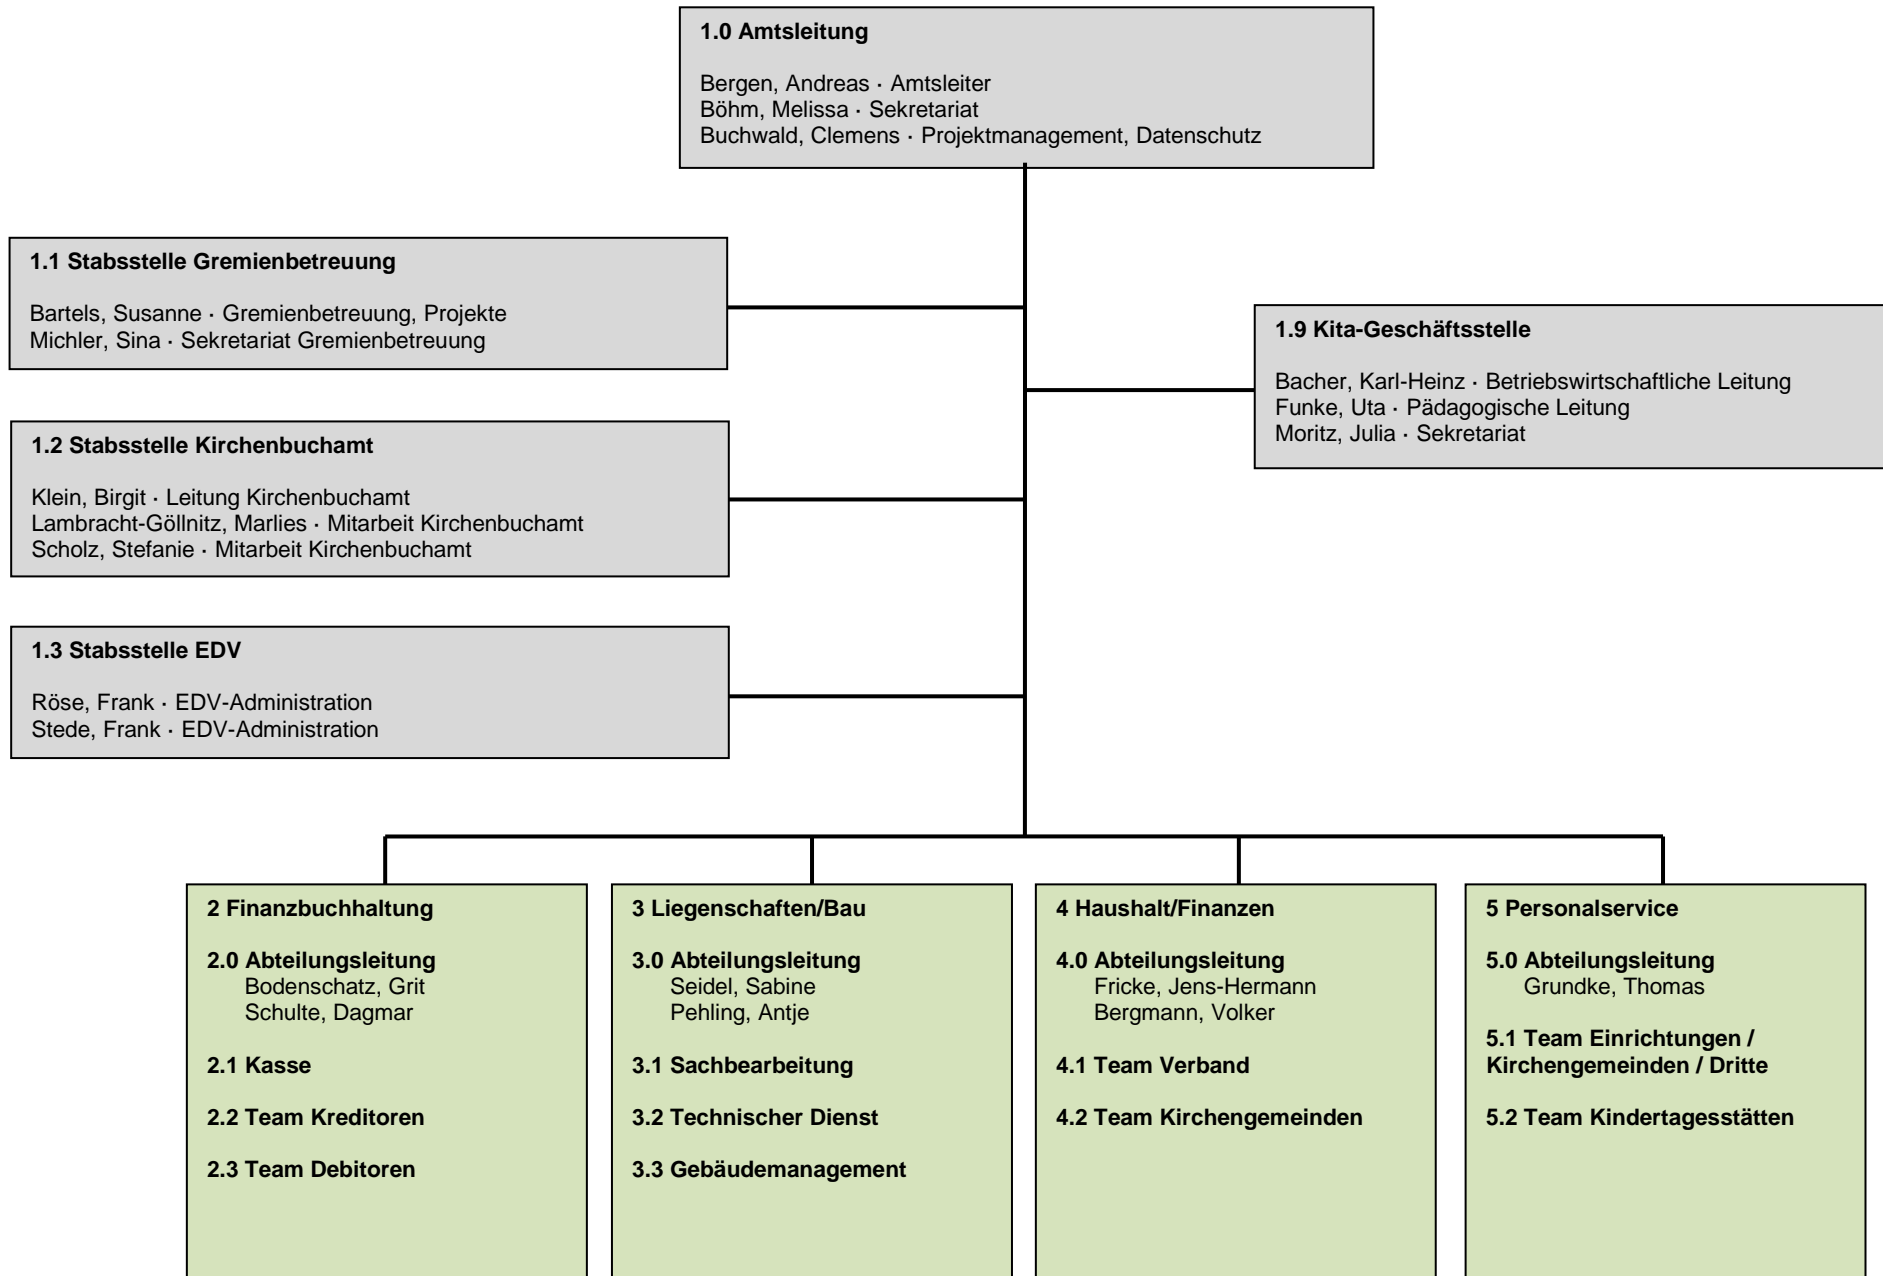 1.0 Amtsleitung
Bergen, Andreas · Amtsleiter
Böhm, Melissa · Sekretariat
Buchwald, Clemens · Projektmanagement, Datenschutz
1.1 Stabsstelle Gremienbetreuung
Bartels, Susanne · Gremienbetreuung, Projekte
Michler, Sina · Sekretariat Gremienbetreuung
1.9 Kita-Geschäftsstelle
Bacher, Karl-Heinz · Betriebswirtschaftliche Leitung
Funke, Uta · Pädagogische Leitung
Moritz, Julia · Sekretariat
1.2 Stabsstelle Kirchenbuchamt
Klein, Birgit · Leitung Kirchenbuchamt
Lambracht-Göllnitz, Marlies · Mitarbeit Kirchenbuchamt
Scholz, Stefanie · Mitarbeit Kirchenbuchamt
1.3 Stabsstelle EDV
Röse, Frank · EDV-Administration
Stede, Frank · EDV-Administration
2 Finanzbuchhaltung
2.0 Abteilungsleitung
Bodenschatz, Grit
Schulte, Dagmar
2.1 Kasse
2.2 Team Kreditoren
2.3 Team Debitoren
3 Liegenschaften/Bau
3.0 Abteilungsleitung
Seidel, Sabine
Pehling, Antje
3.1 Sachbearbeitung
3.2 Technischer Dienst
3.3 Gebäudemanagement
4 Haushalt/Finanzen
4.0 Abteilungsleitung
Fricke, Jens-Hermann
Bergmann, Volker
4.1 Team Verband
4.2 Team Kirchengemeinden
5 Personalservice
5.0 Abteilungsleitung
Grundke, Thomas
5.1 Team Einrichtungen /
Kirchengemeinden / Dritte
5.2 Team Kindertagesstätten